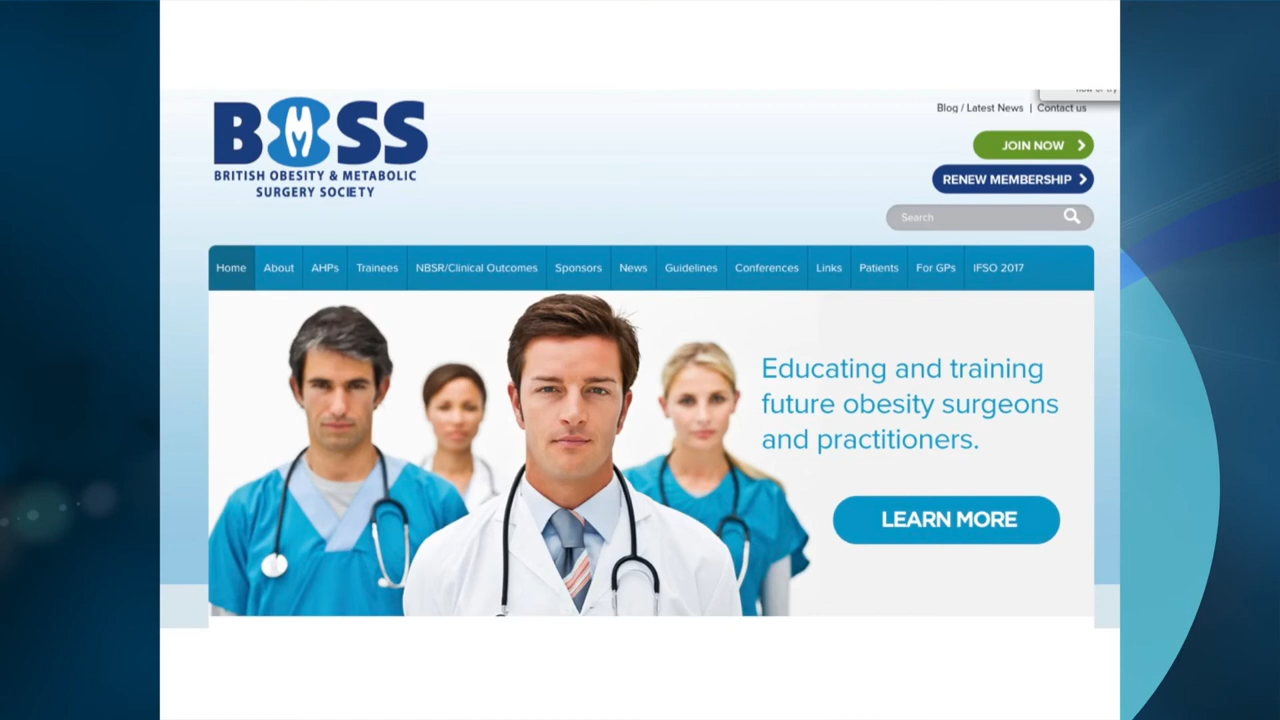 BOMSS
BRITISH OBESITY & METABOLIC
SURGERY SOCIETY
Blog / Latest News | Contact us
JOIN NOW
RENEW MEMBERSHIP
Search
Home About AHPs Trainees NBSR/Clinical Outcomes Sponsors News Guidelines Conferences Links Patients For GPs IFSO 2017
Educating and training
future obesity surgeons
and practitioners.
LEARN MORE